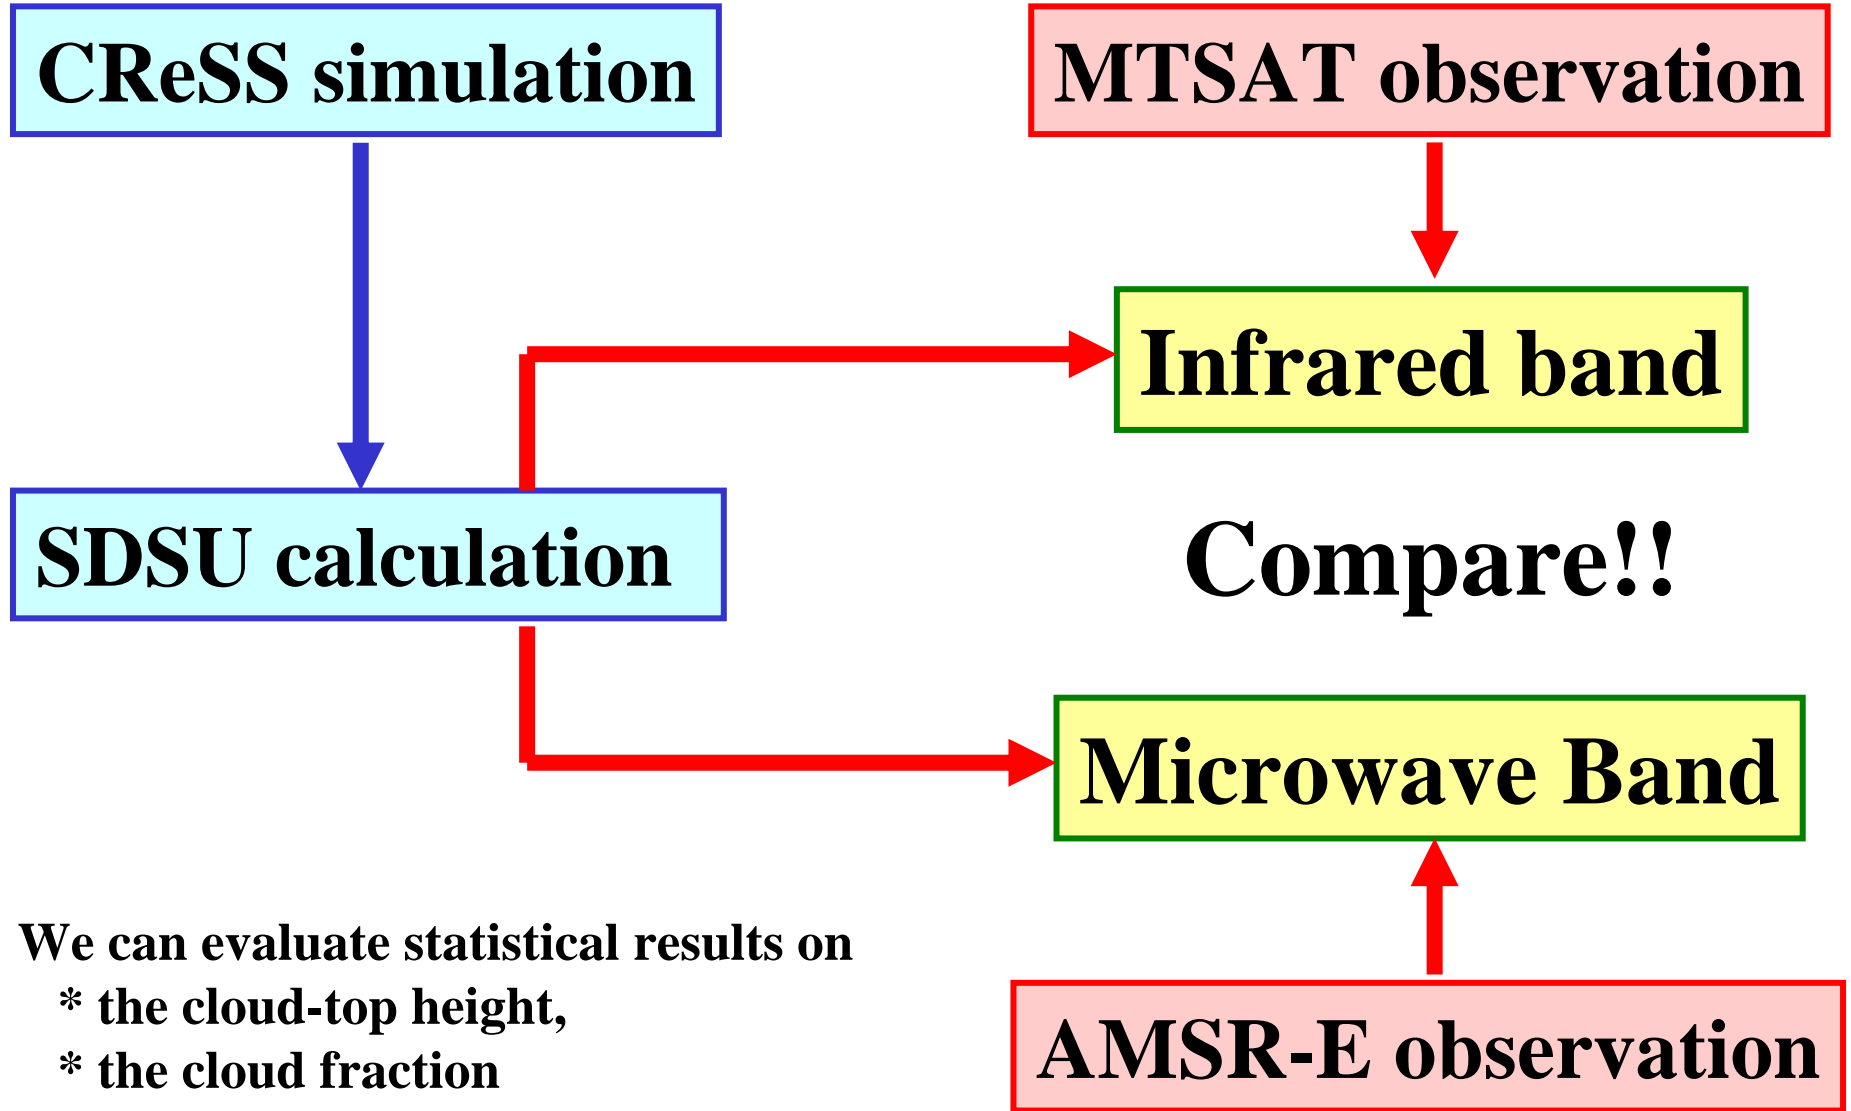 CReSS simulation
MTSAT observation
Infrared band
SDSU calculation
Compare!!
Microwave Band
We can evaluate statistical results on
* the cloud-top height,
* the cloud fraction
AMSR-E observation